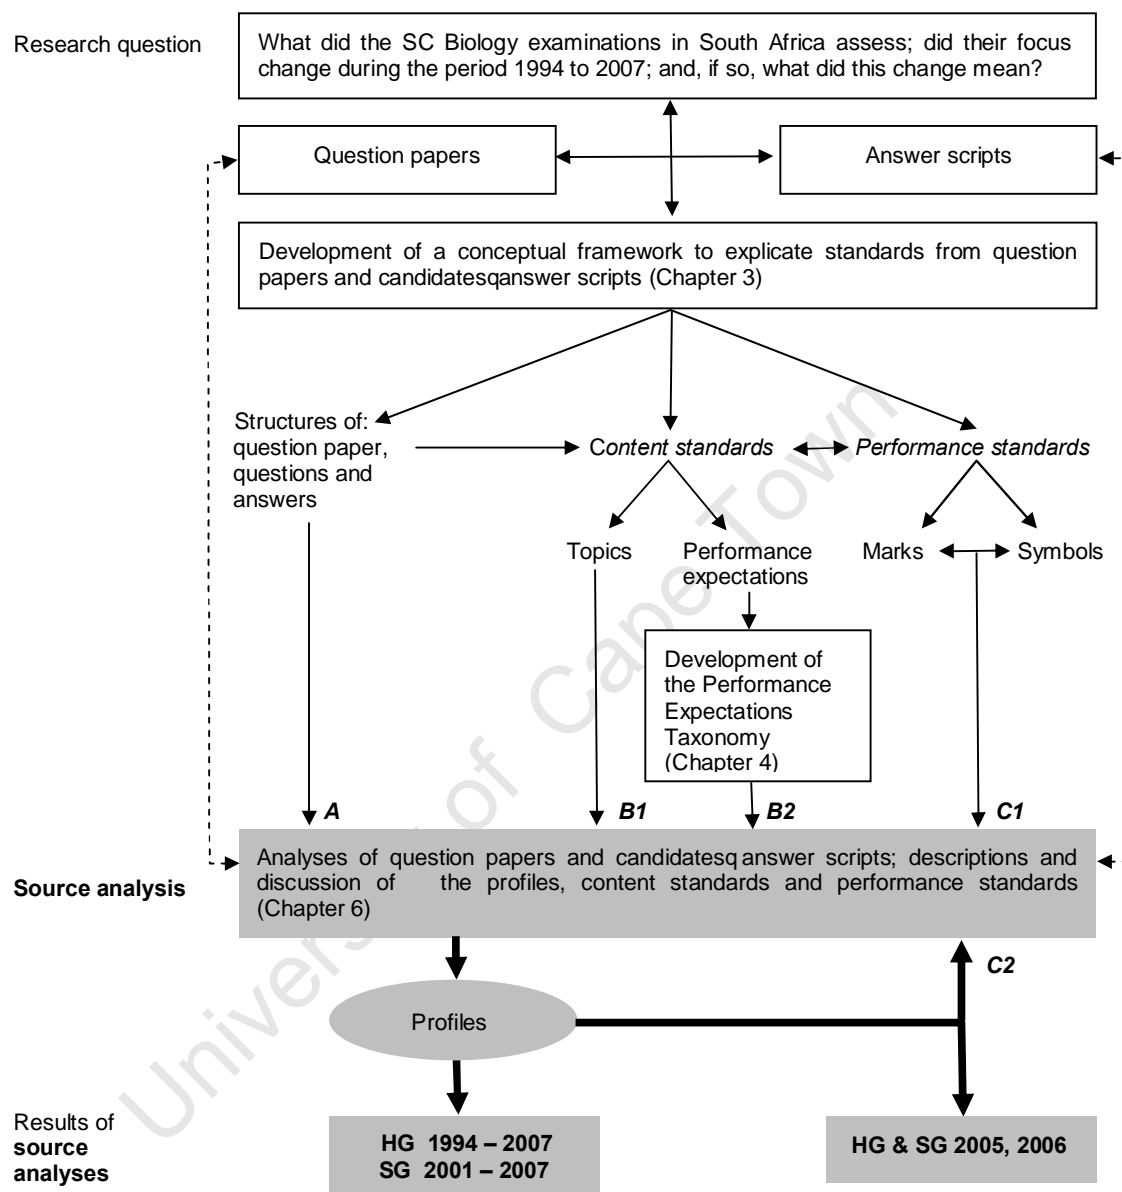 Research question
What did the SC Biology examinations in South Africa assess; did their focus
change during the period 1994 to 2007; and, if so, what did this change mean?
Question papers
Answer scripts
Development of a conceptual framework to explicate standards from question
papers and candidatesqanswer scripts (Chapter 3)
Structures of:
question paper,
questions and
answers
Content standards
Performance standards
Topics
Performance
expectations
Marks
Symbols
Development of
the Performance
Expectations
Taxonomy
(Chapter 4)
A
B1
B2
C1
Source analysis
Analyses of question papers and candidatesq answer scripts; descriptions and
discussion of the profiles, content standards and performance standards
(Chapter 6)
C2
Profiles
Results of
source
analyses
HG 1994 – 2007
SG 2001 – 2007
HG & SG 2005, 2006
University of Cape Town